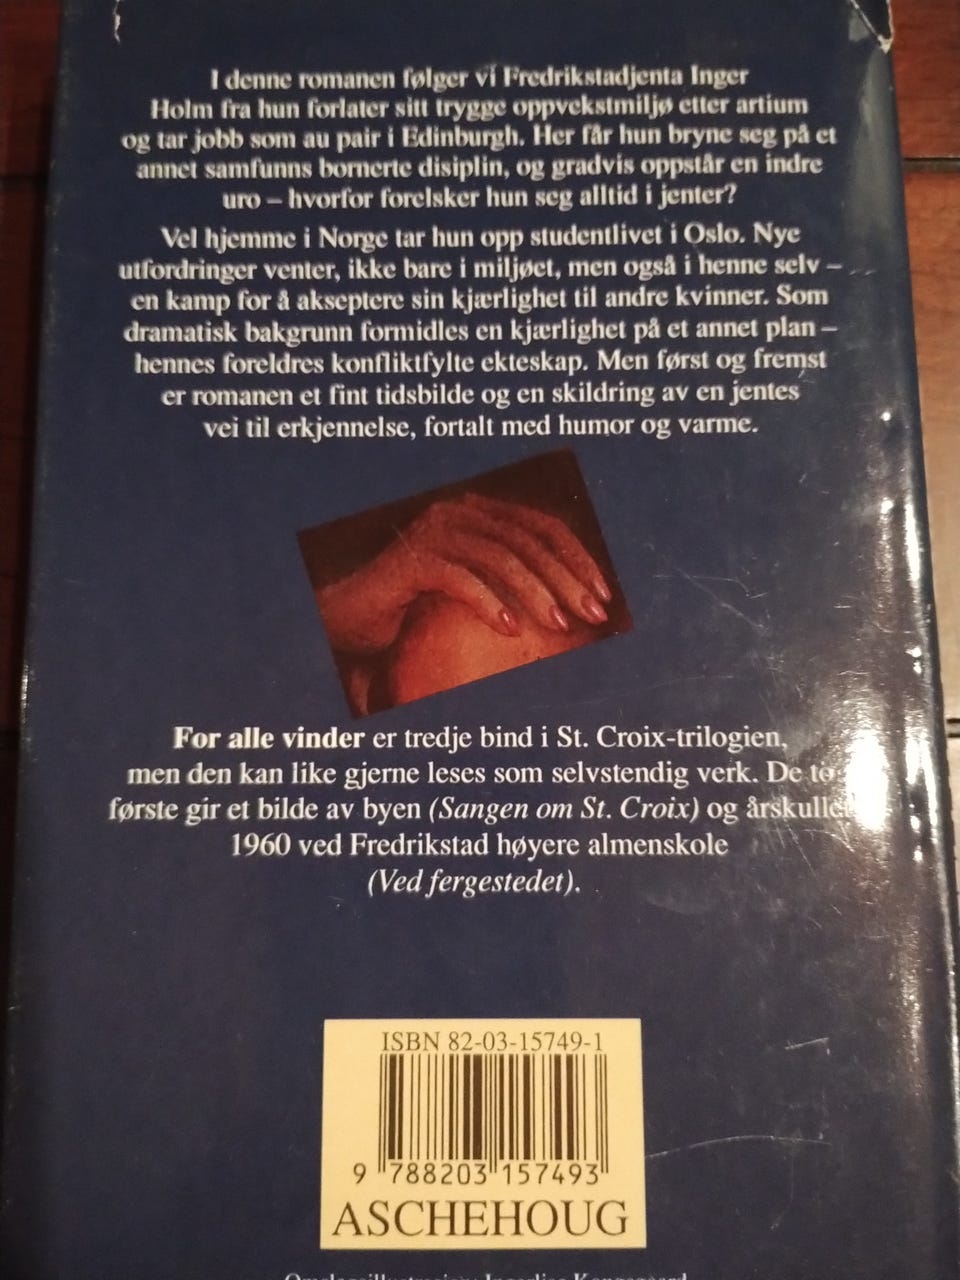 I denne romanen følger vi Fredrikstadjenta Inger
Holm fra hun forlater sitt trygge oppvekstmiljø etter artium
og tar jobb som au pair i Edinburgh. Her får hun bryne seg på et
annet samfunns bornerte disiplin, og gradvis oppstår en indre
uro – hvorfor forelsker hun seg alltid i jenter?
Vel hjemme i Norge tar hun opp studentlivet i Oslo. Nye
utfordringer venter, ikke bare i miljøet, men også i henne selv –
en kamp for å akseptere sin kjærlighet til andre kvinner. Som
dramatisk bakgrunn formidles en kjærlighet på et annet plan –
hennes foreldres konfliktfylte ekteskap. Men først og fremst
er romanen et fint tidsbilde og en skildring av en jentes
vei til erkjennelse, fortalt med humor og varme.
For alle vinder er tredje bind i St. Croix-trilogien,
men den kan like gjerne leses som selvstendig verk. De to
første gir et bilde av byen (Sangen om St. Croix) og årskullet
1960 ved Fredrikstad høyere almenskole
(Ved fergestedet).
ISBN 82-03-15749-1
9 788203 157493
ASCHEHOUG